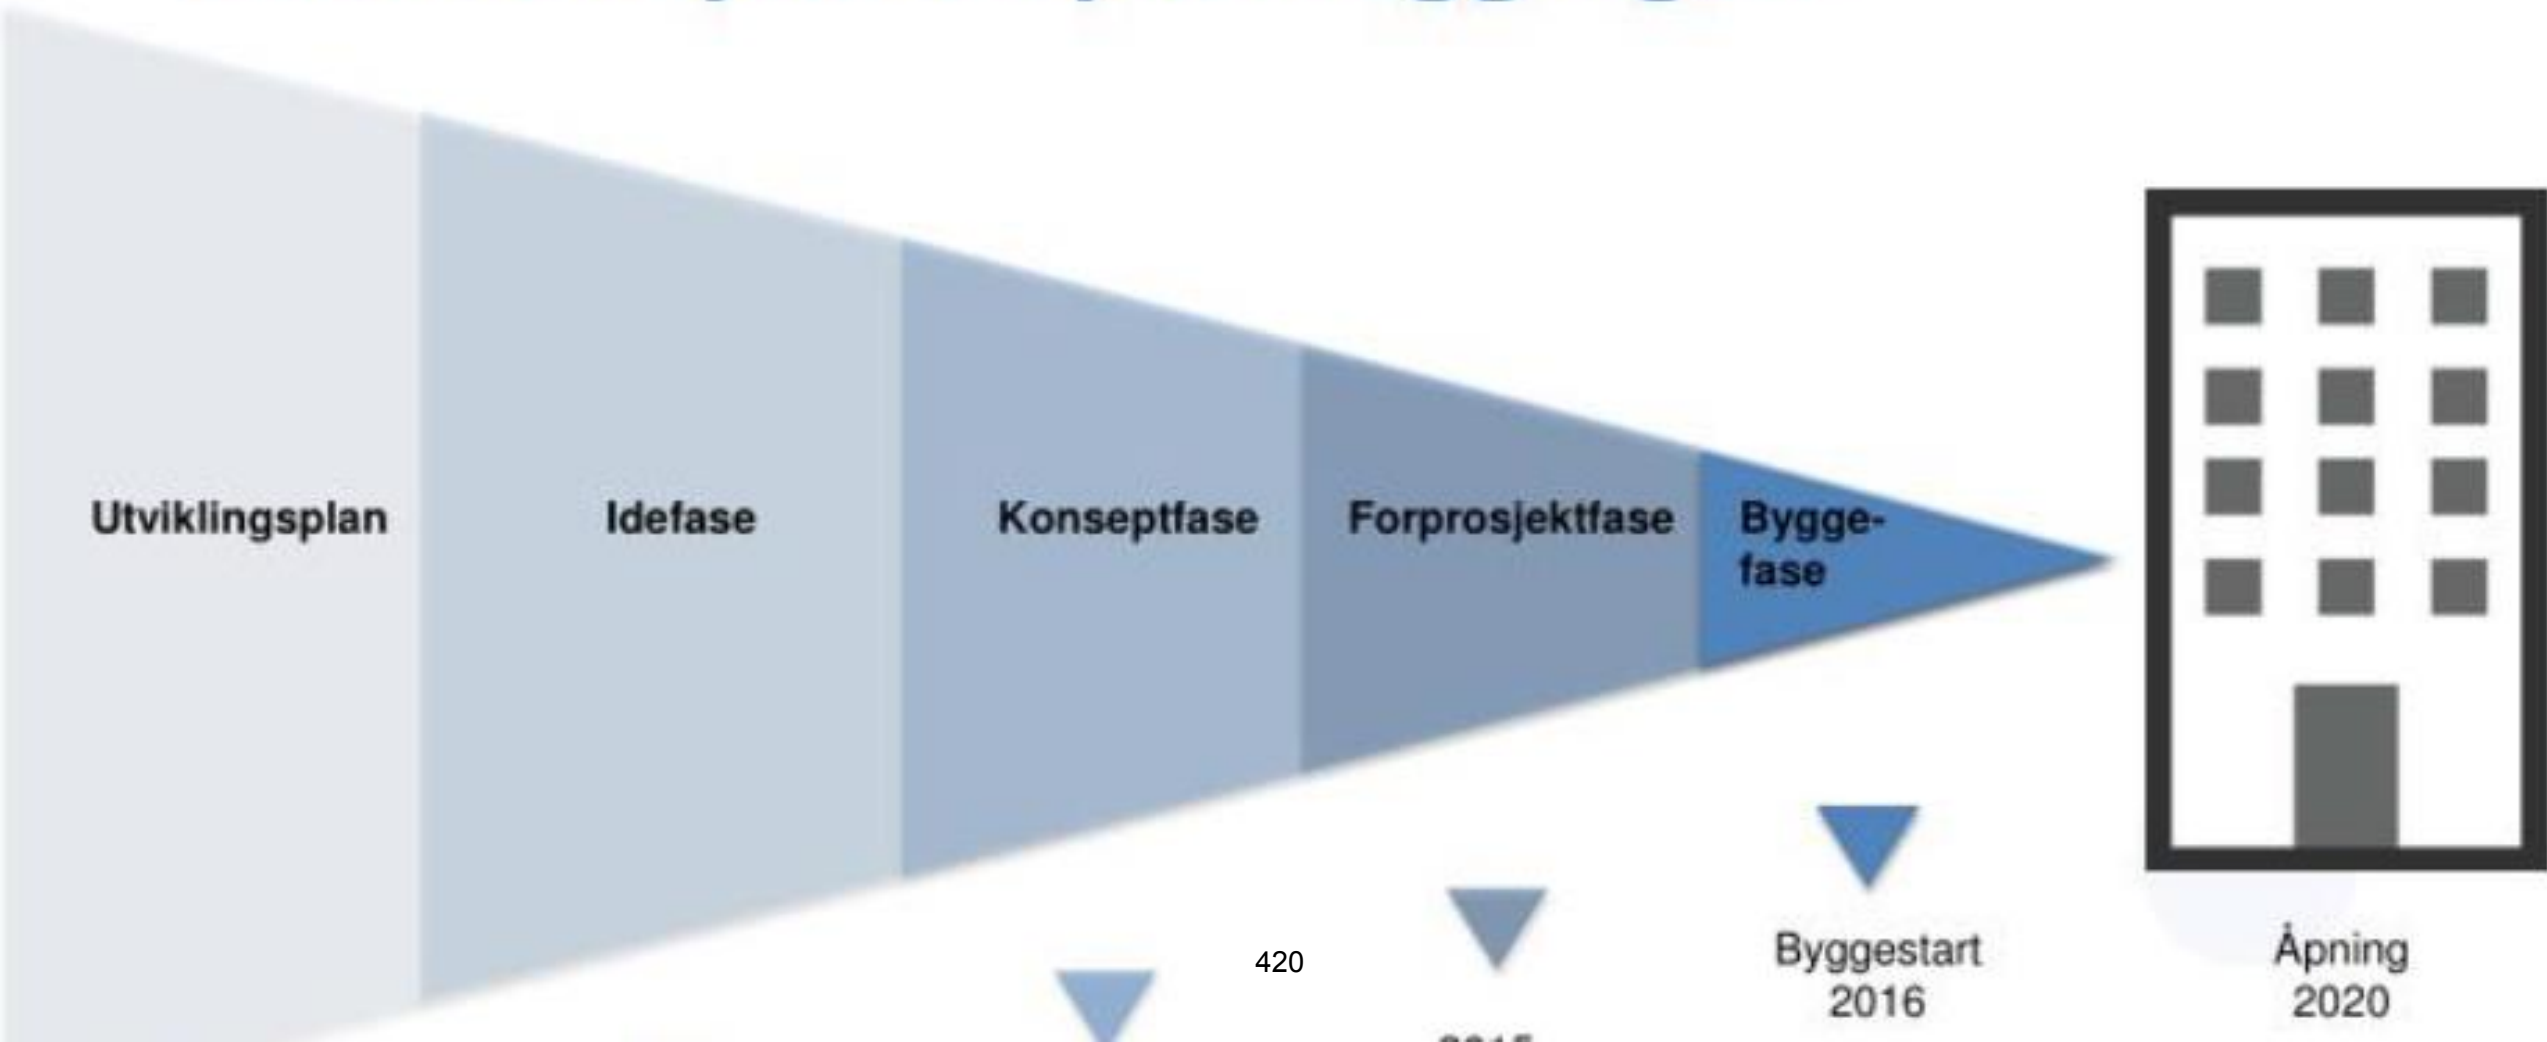 Utviklingsplan
Idefase
Konseptfase
Forprosjektfase
Bygge-
fase
420
Byggestart
2016
Åpning
2020